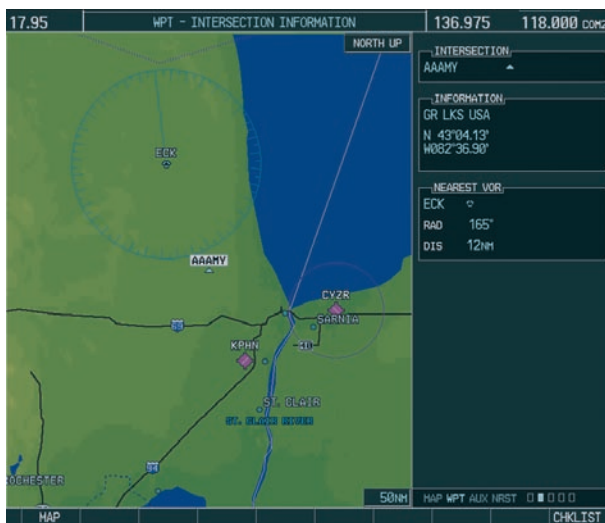 17.95 WPT - INTERSECTION INFORMATION 136.975 118.000 COM2
NORTH UP
INTERSECTION
AAAMY
INFORMATION
GR LKS USA
N 43°04.13'
W082°36.90'
NEAREST VOR
ECK
RAD 165°
DIS 12NM
ECK
AAAMY
CYZR
SARNIA
69
KPHN
ST. CLAIR
ST. CLAIR RIVER
94
ROCHESTER
50NM
MAP WPT AUX NRST
MAP
CHKLIST